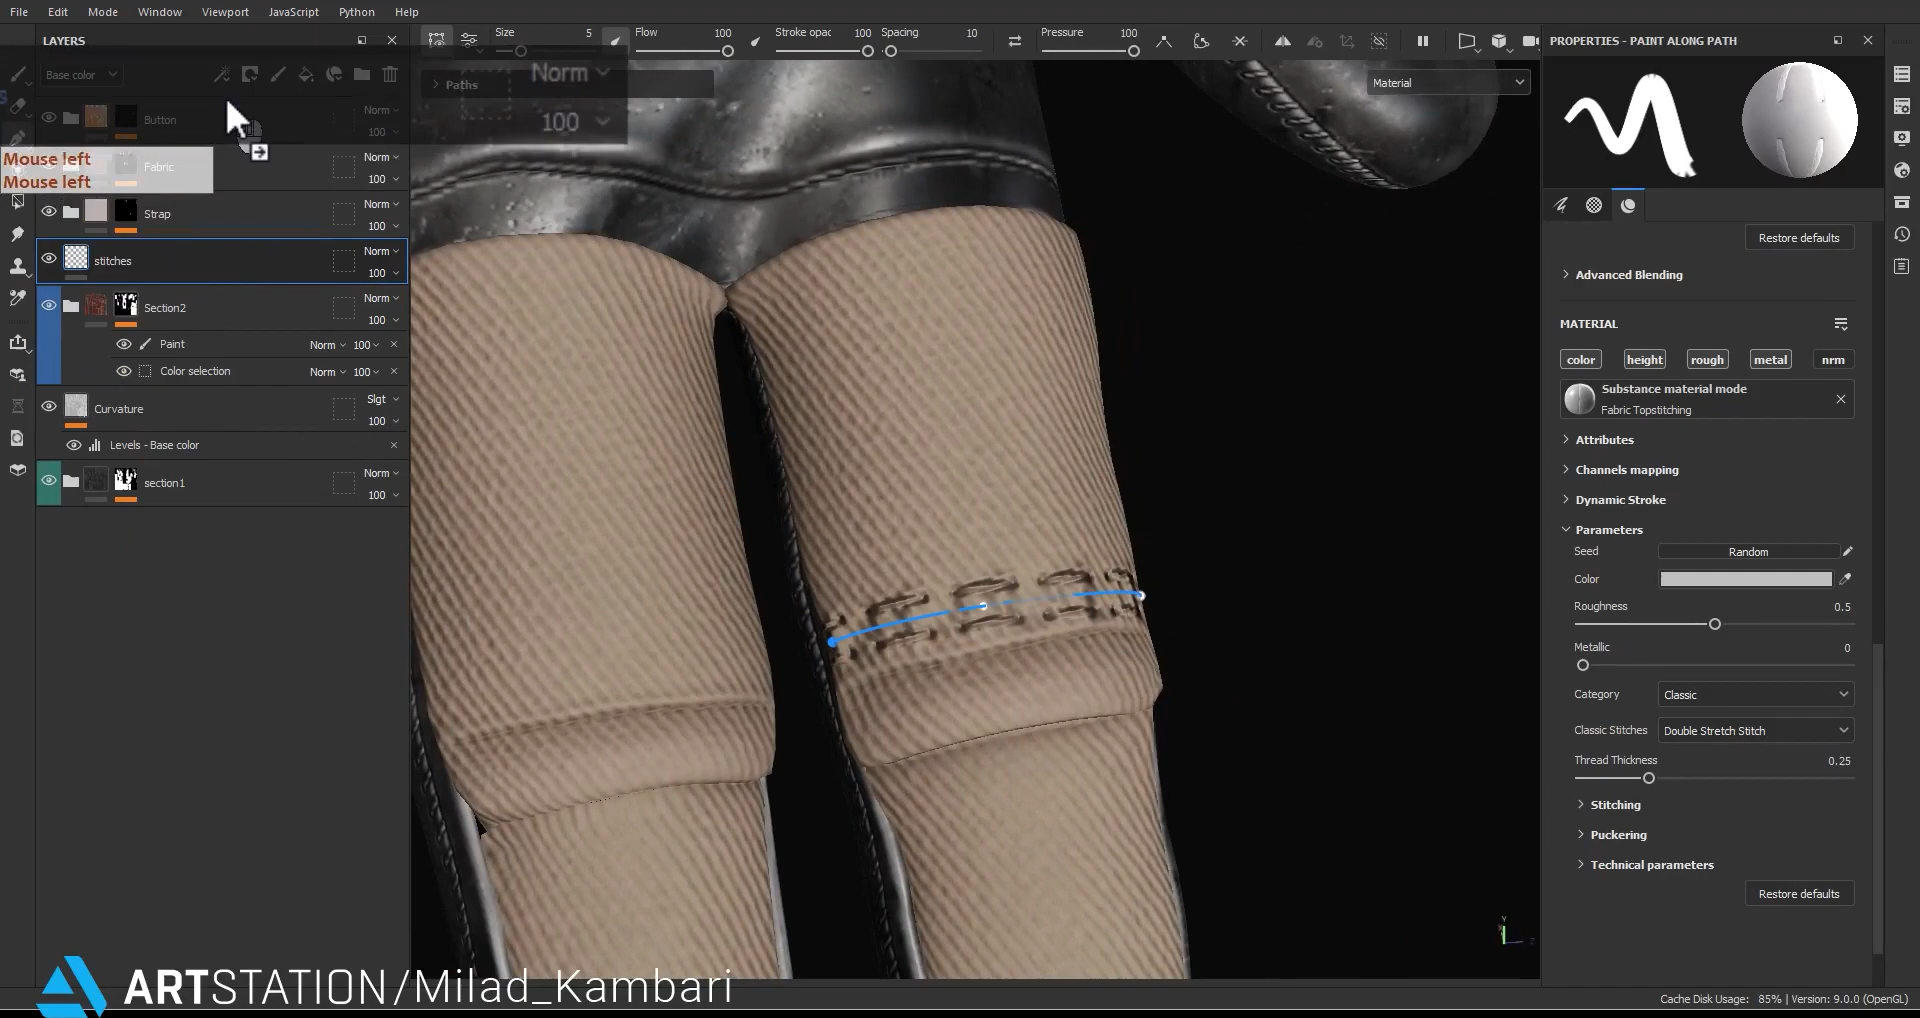 File Edit Mode Window Viewport JavaScript Python Help
LAYERS
Size 5 Flow 100 Stroke opac 100 Spacing 10 Pressure 100
PROPERTIES - PAINT ALONG PATH
Base color
Norm
100
Paths
Material
Button Norm 100
Mouse left
Mouse left
Fabric Norm 100
Strap Norm 100
stitches Norm 100
Section2 Norm 100
Paint Norm 100
Color selection Norm 100
Curvature Slgt 100
Levels - Base color
section1 Norm 100
Restore defaults
Advanced Blending
MATERIAL
color height rough metal nrm
Substance material mode
Fabric Topstitching
Attributes
Channels mapping
Dynamic Stroke
Parameters
Seed Random
Color
Roughness 0.5
Metallic 0
Category Classic
Classic Stitches Double Stretch Stitch
Thread Thickness 0.25
Stitching
Puckering
Technical parameters
Restore defaults
Y
ARTSTATION/Milad_Kambari
Cache Disk Usage: 85% | Version: 9.0.0 (OpenGL)